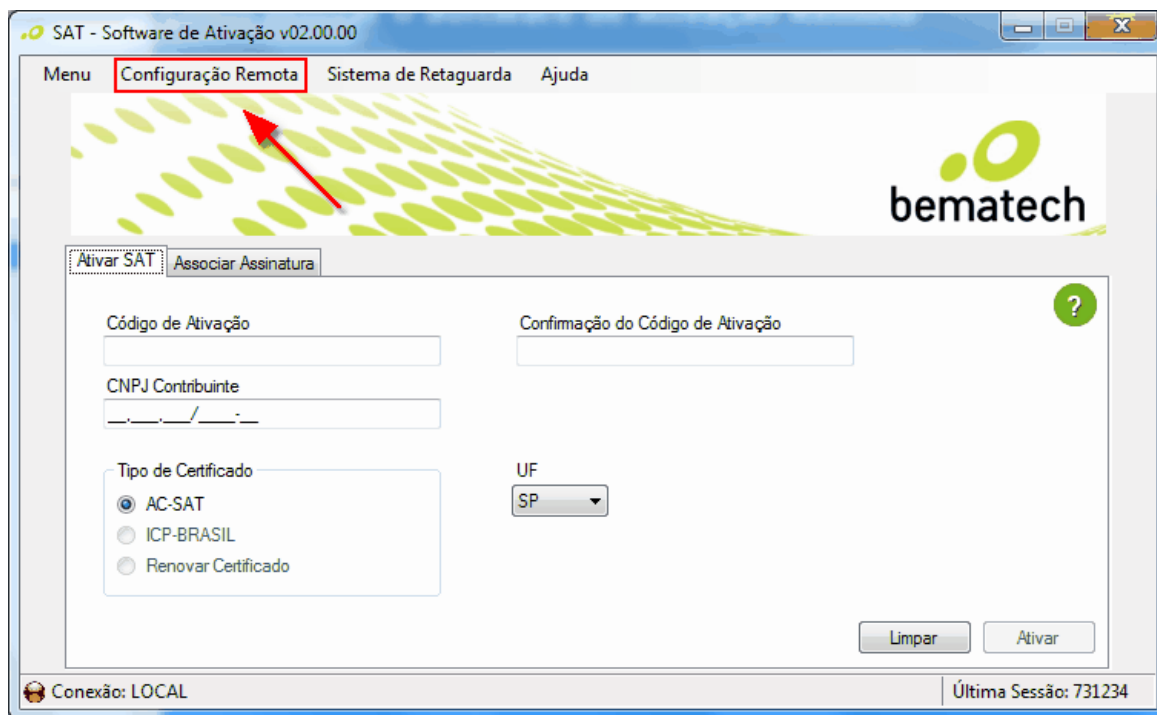 SAT - Software de Ativação v02.00.00
Menu Configuração Remota Sistema de Retaguarda Ajuda
bematech
Ativar SAT Associar Assinatura
?
Código de Ativação Confirmação do Código de Ativação
CNPJ Contribuinte
__.___.___/____-__
Tipo de Certificado UF
AC-SAT SP
ICP-BRASIL
Renovar Certificado
Limpar Ativar
Conexão: LOCAL Última Sessão: 731234